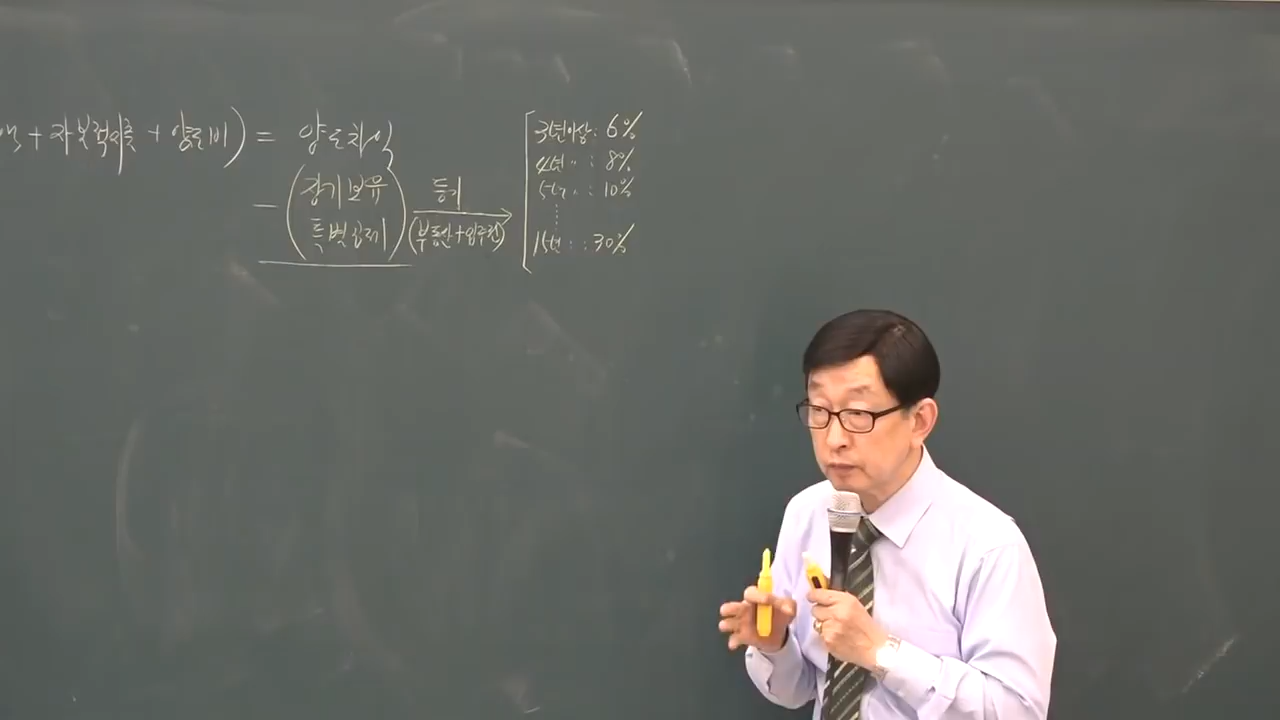 액 + 자본적지출 + 양도비) = 양도차익
- (장기보유
특별공제)
등기
(부동산+입주권)
3년이상: 6%
4년 〃 : 8%
5년 〃 : 10%
⋮
15년 : : 30%